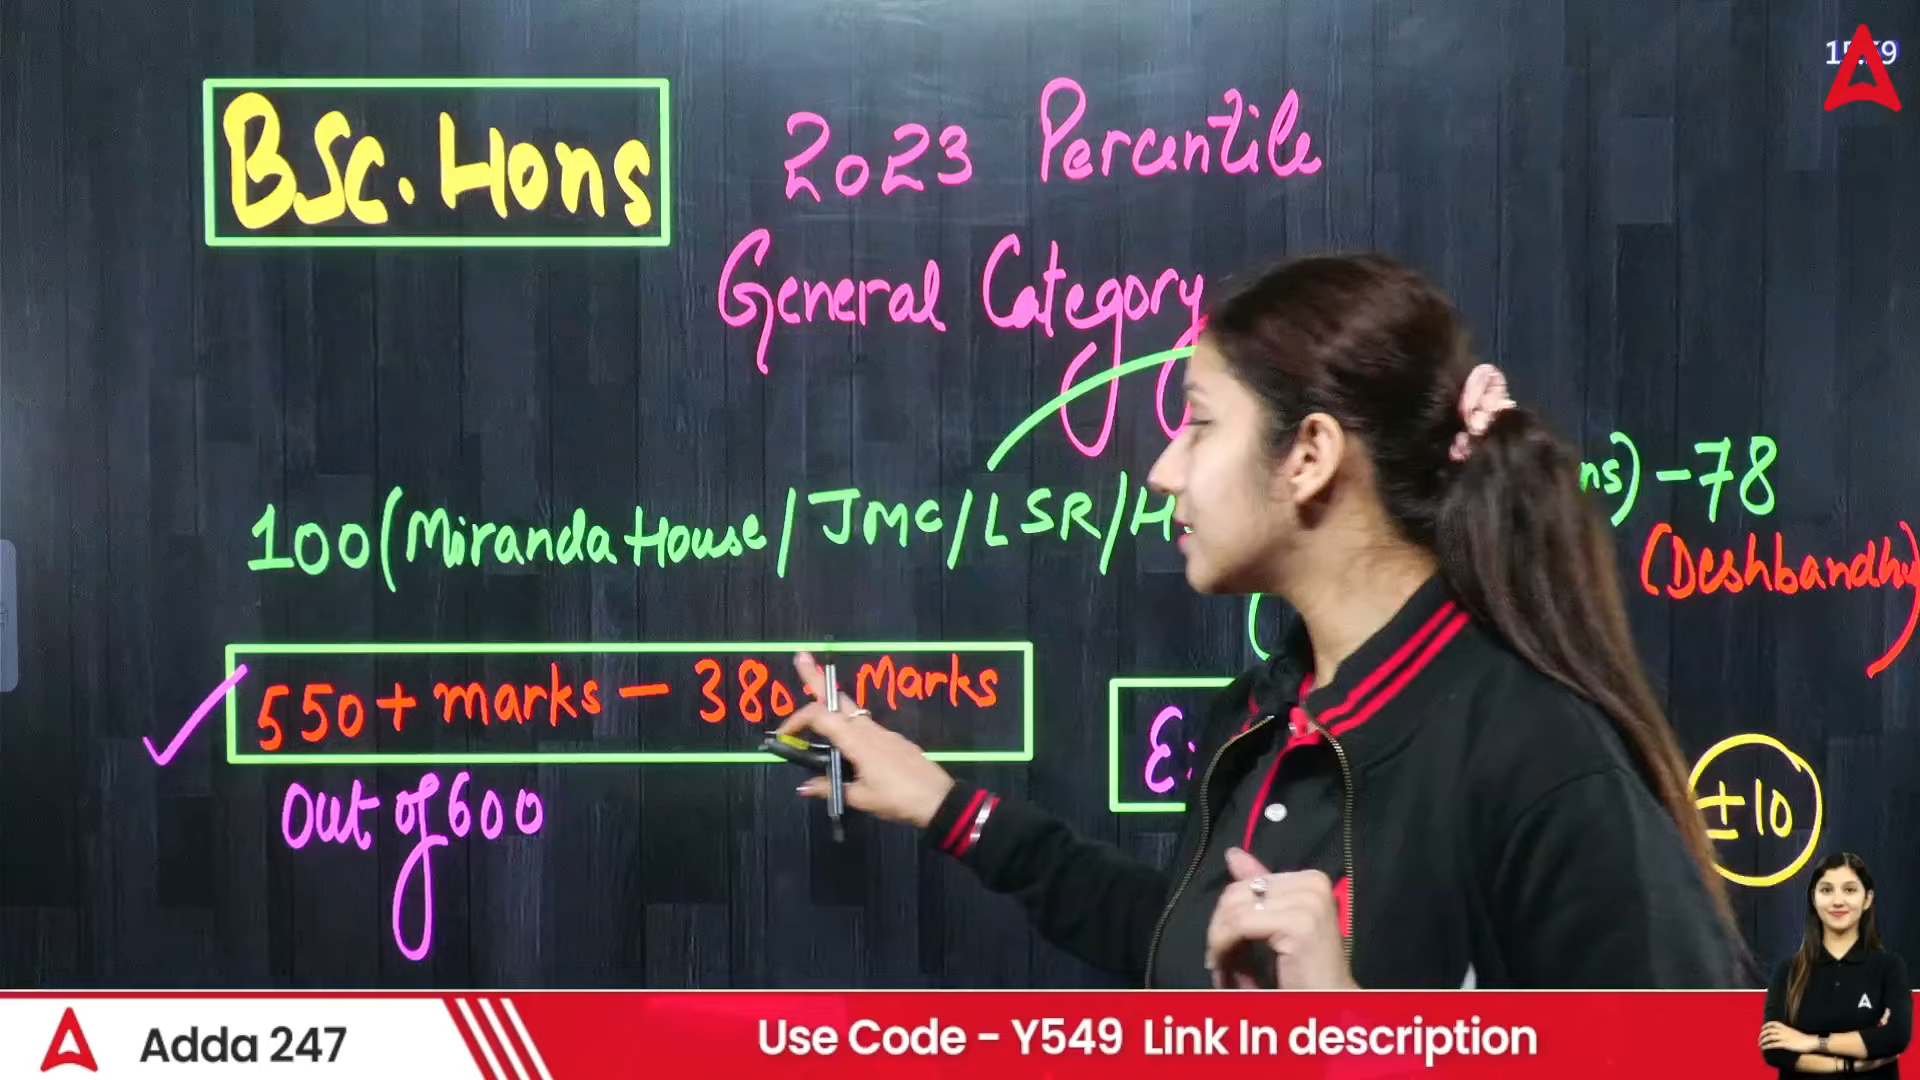 BSc. Hons
2023 Percentile
General Category
100 (Miranda House / JMC / LSR / H
ns) - 78
(Deshbandhu)
550+ marks - 380+ Marks
Out of 600
±10
Adda 247
Use Code - Y549 Link In description